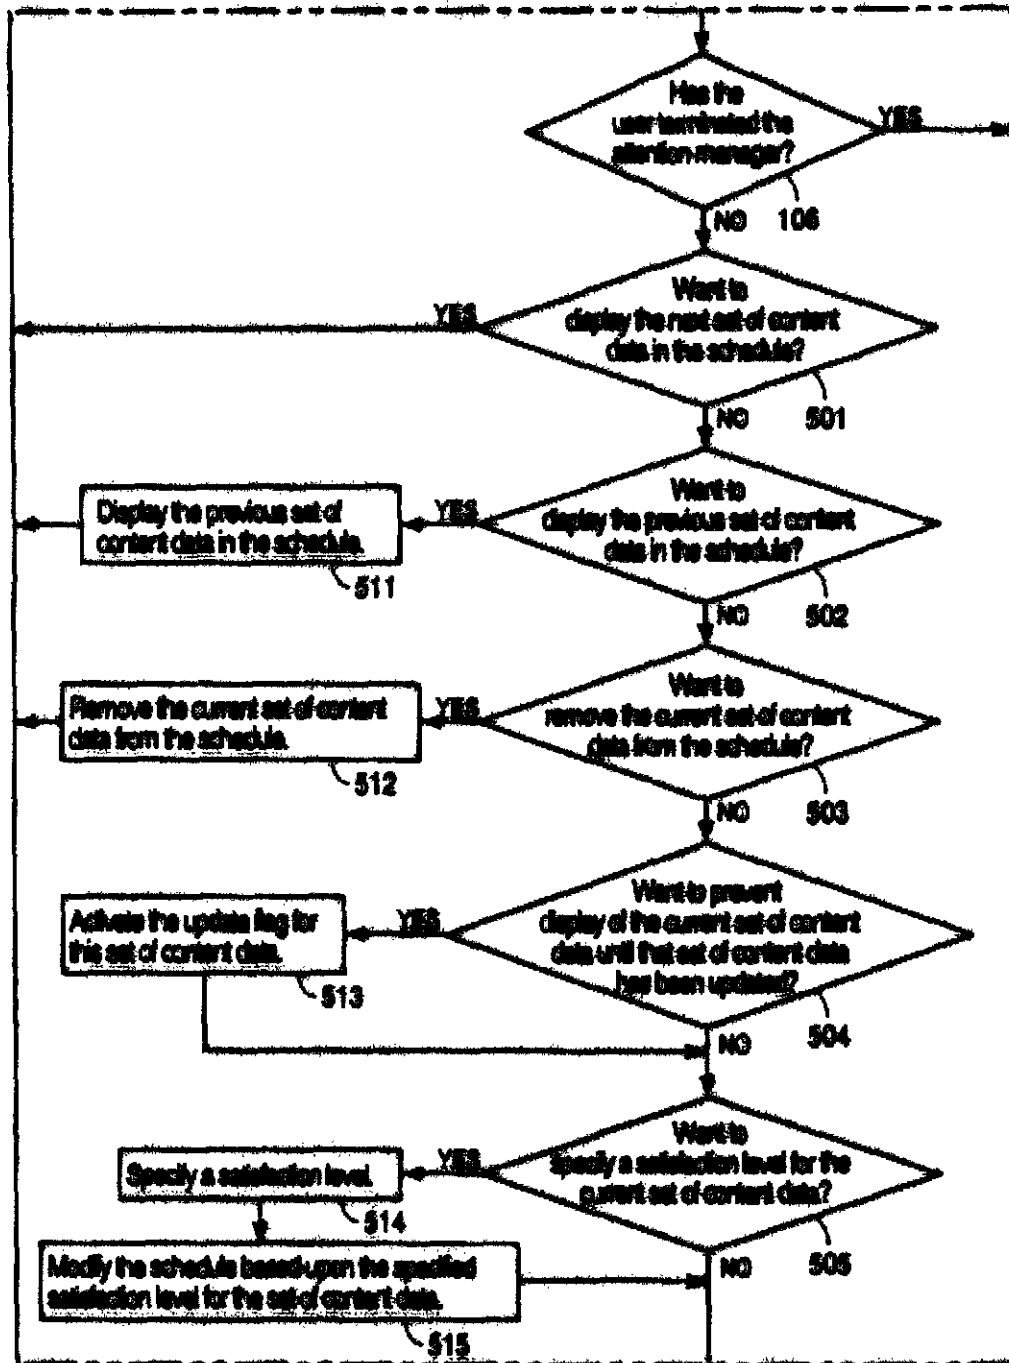 Has the
user terminated the
attention manager?
YES
NO
106
Want to
display the next set of content
data in the schedule?
YES
NO
501
Want to
display the previous set of content
data in the schedule?
YES
Display the previous set of
content data in the schedule.
511
NO
502
Want to
remove the current set of content
data from the schedule?
YES
Remove the current set of content
data from the schedule.
512
NO
503
Want to prevent
display of the current set of content
data until that set of content data
has been updated?
YES
Activate the update flag for
this set of content data.
513
NO
504
Want to
specify a satisfaction level for the
current set of content data?
YES
Specify a satisfaction level.
514
NO
505
Modify the schedule based upon the specified
satisfaction level for the set of content data.
515